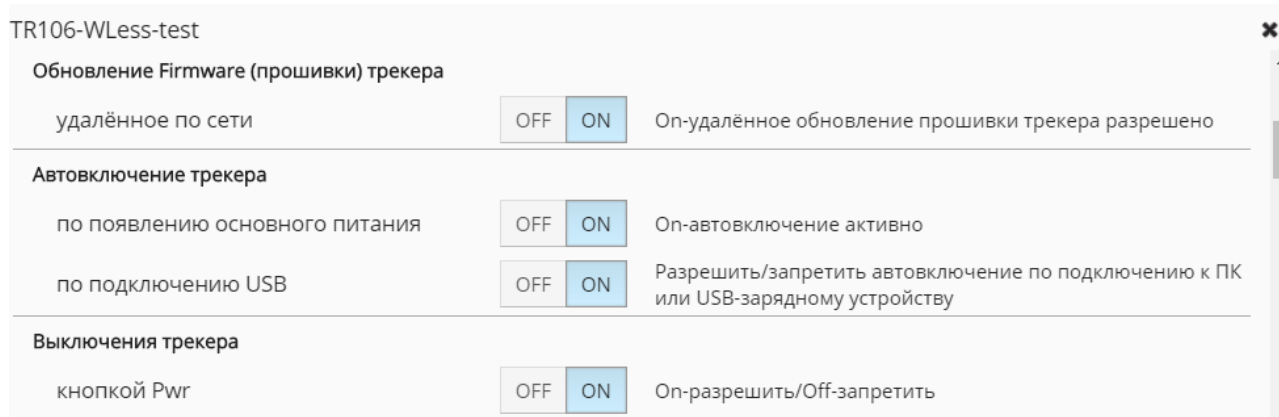 TR106-WLess-test
Обновление Firmware (прошивки) трекера
удалённое по сети OFF ON On-удалённое обновление прошивки трекера разрешено
Автовключение трекера
по появлению основного питания OFF ON On-автовключение активно
по подключению USB OFF ON Разрешить/запретить автовключение по подключению к ПК
или USB-зарядному устройству
Выключения трекера
кнопкой Pwr OFF ON On-разрешить/Off-запретить